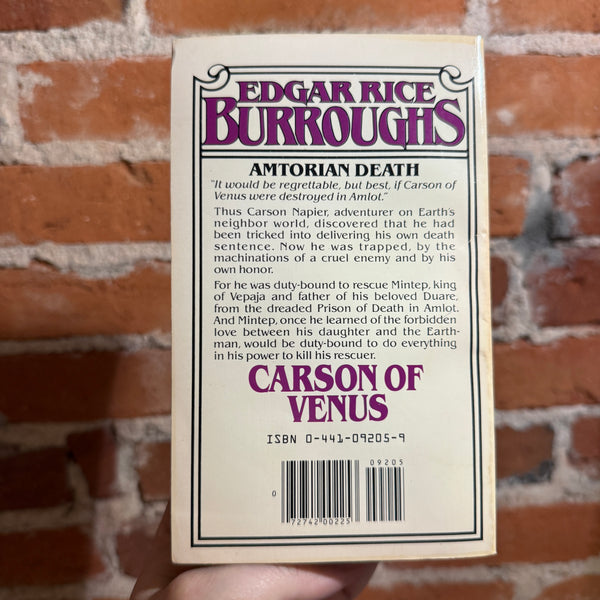 EDGAR RICE
BURROUGHS
AMTORIAN DEATH
"It would be regrettable, but best, if Carson of
Venus were destroyed in Amlot."
Thus Carson Napier, adventurer on Earth's
neighbor world, discovered that he had
been tricked into delivering his own death
sentence. Now he was trapped, by the
machinations of a cruel enemy and by his
own honor.
For he was duty-bound to rescue Mintep, king
of Vepaja and father of his beloved Duare,
from the dreaded Prison of Death in Amlot.
And Mintep, once he learned of the forbidden
love between his daughter and the Earth-
man, would be duty-bound to do everything
in his power to kill his rescuer.
CARSON OF
VENUS
ISBN 0-441-09205-9
09205
0
72742 00225